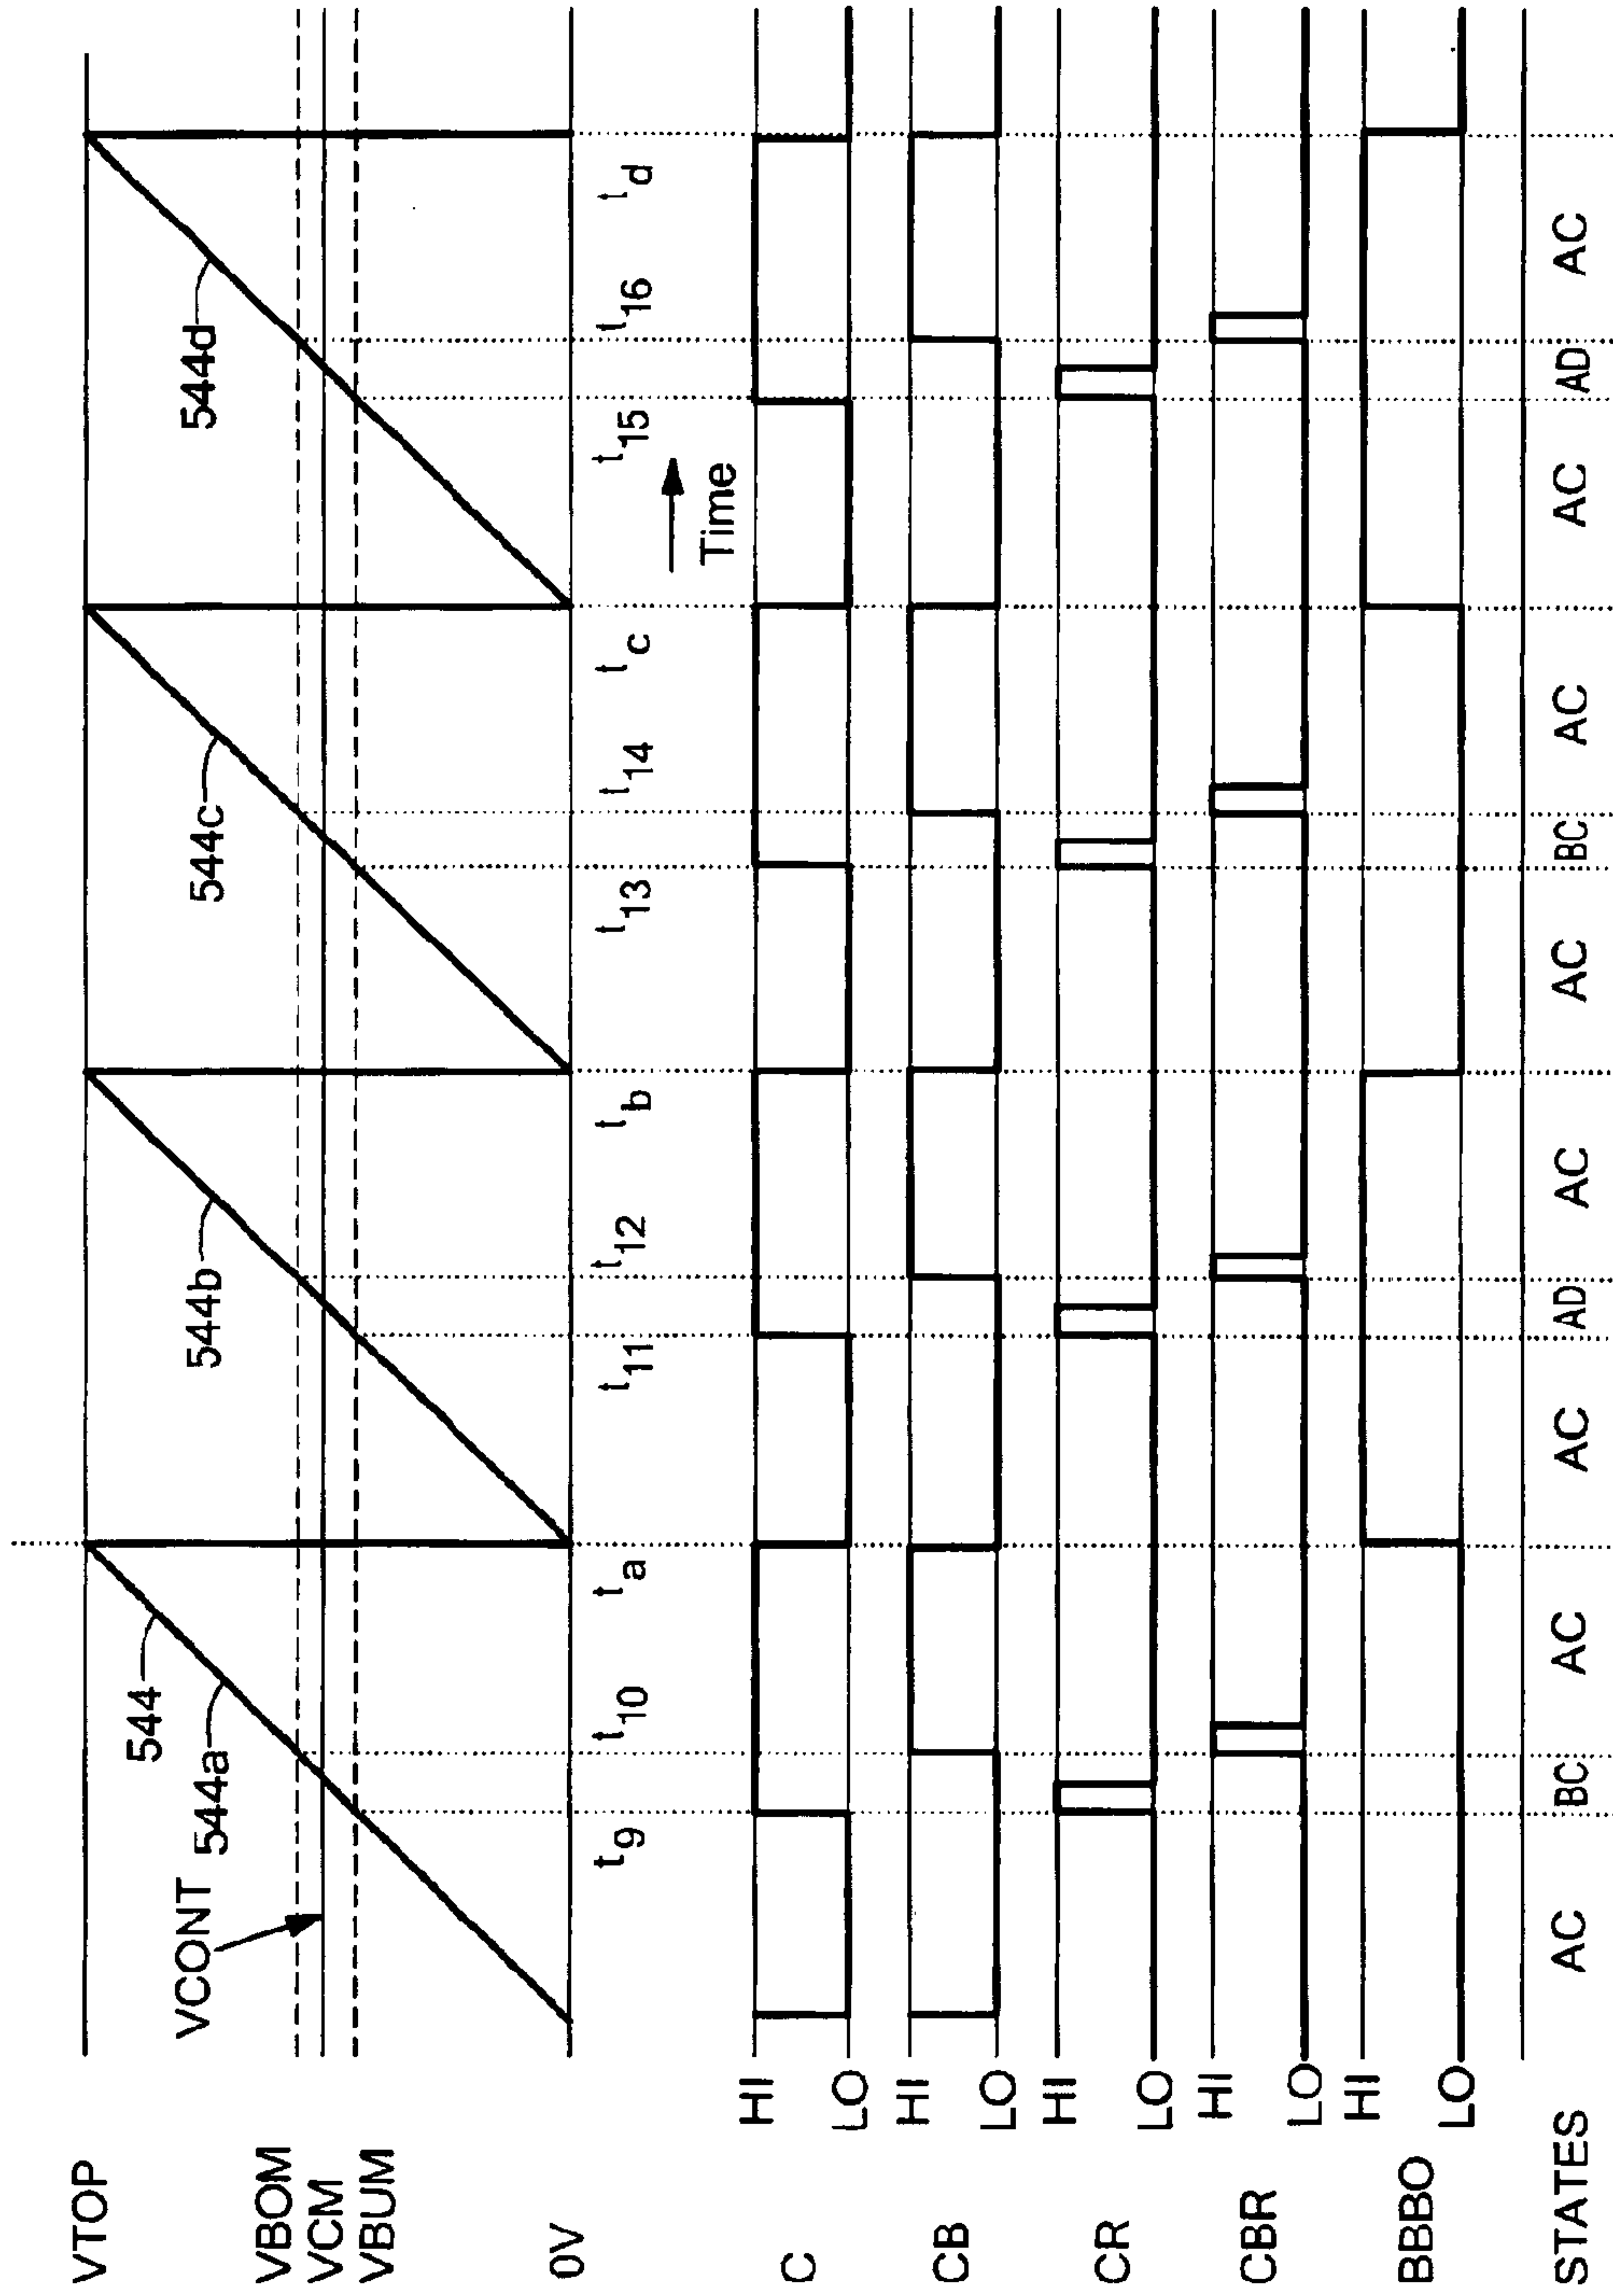 VTOP
VBOM
VCM
VBUM
0V
VCONT
544
544a
544b
544c
544d
t9
t10
ta
t11
t12
tb
t13
t14
tc
t15
t16
td
Time
C
HI
LO
CB
HI
LO
CR
HI
LO
CBR
HI
LO
BBBO
HI
LO
STATES AC BC AC AC AD AC AC BC AC AC AD AC